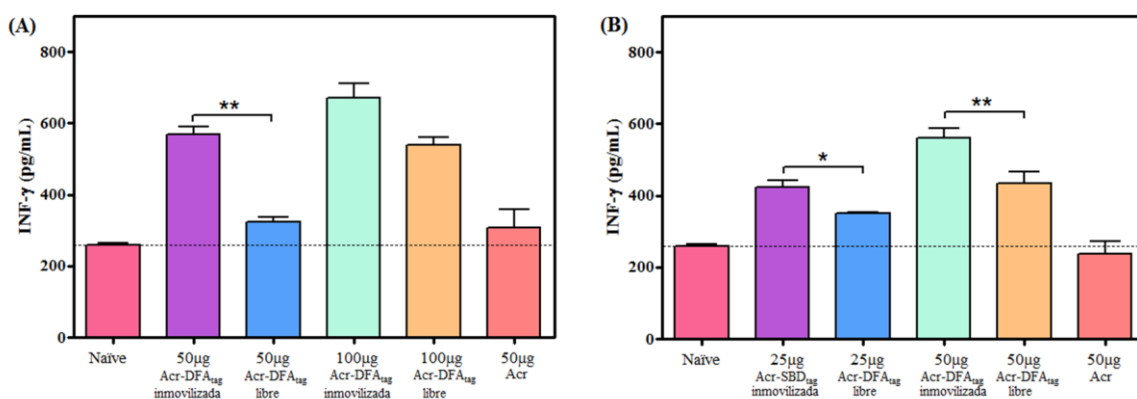 (A)
INF-γ (pg/mL)
800
600
400
200
0
**
Naïve
50μg
Acr-DFAtag
inmovilizada
50μg
Acr-DFAtag
libre
100μg
Acr-DFAtag
inmovilizada
100μg
Acr-DFAtag
libre
50μg
Acr
(B)
INF-γ (pg/mL)
800
600
400
200
0
*
**
Naïve
25μg
Acr-SBDtag
inmovilizada
25μg
Acr-DFAtag
libre
50μg
Acr-DFAtag
inmovilizada
50μg
Acr-DFAtag
libre
50μg
Acr